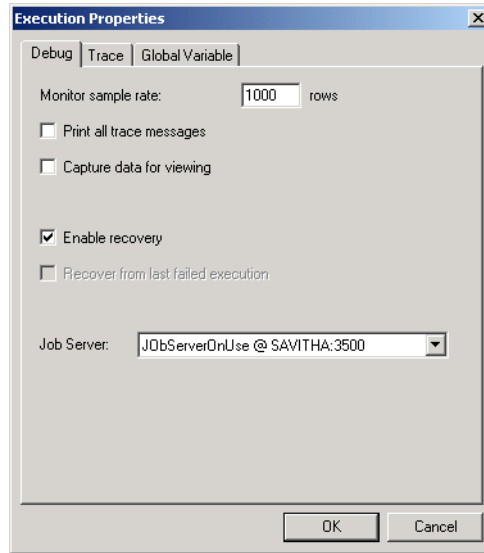 Execution Properties
Debug Trace Global Variable
Monitor sample rate: 1000 rows
Print all trace messages
Capture data for viewing
Enable recovery
Recover from last failed execution
Job Server: JObServerOnUse @ SAVITHA:3500
OK Cancel